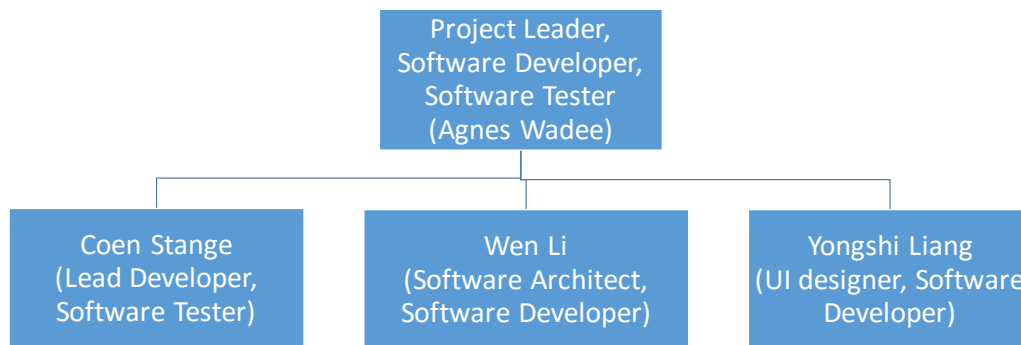 Project Leader,
Software Developer,
Software Tester
(Agnes Wadee)
Coen Stange
(Lead Developer,
Software Tester)
Wen Li
(Software Architect,
Software Developer)
Yongshi Liang
(UI designer, Software
Developer)